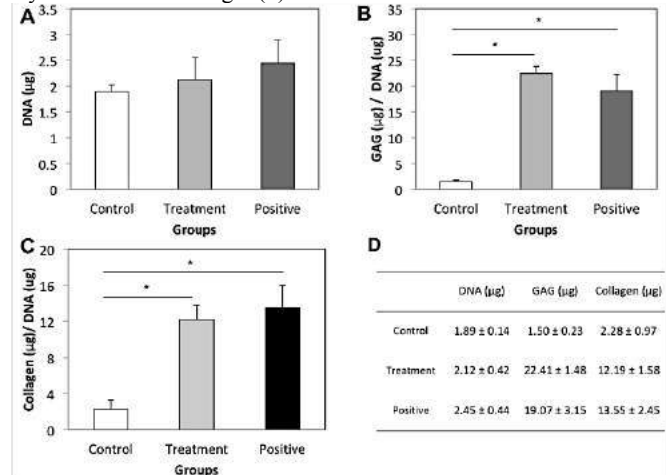 A
DNA (µg)
3.5
3
2.5
2
1.5
1
0.5
0
Control Treatment Positive
Groups
B
GAG (µg) / DNA (µg)
35
30
25
20
15
10
5
0
*
*
Control Treatment Positive
Groups
C
Collagen (µg)/ DNA (ug)
20
16
12
8
4
0
*
*
Control Treatment Positive
Groups
D
DNA (µg) GAG (µg) Collagen (µg)
Control 1.89 ± 0.14 1.50 ± 0.23 2.28 ± 0.97
Treatment 2.12 ± 0.42 22.41 ± 1.48 12.19 ± 1.58
Positive 2.45 ± 0.44 19.07 ± 3.15 13.55 ± 2.45